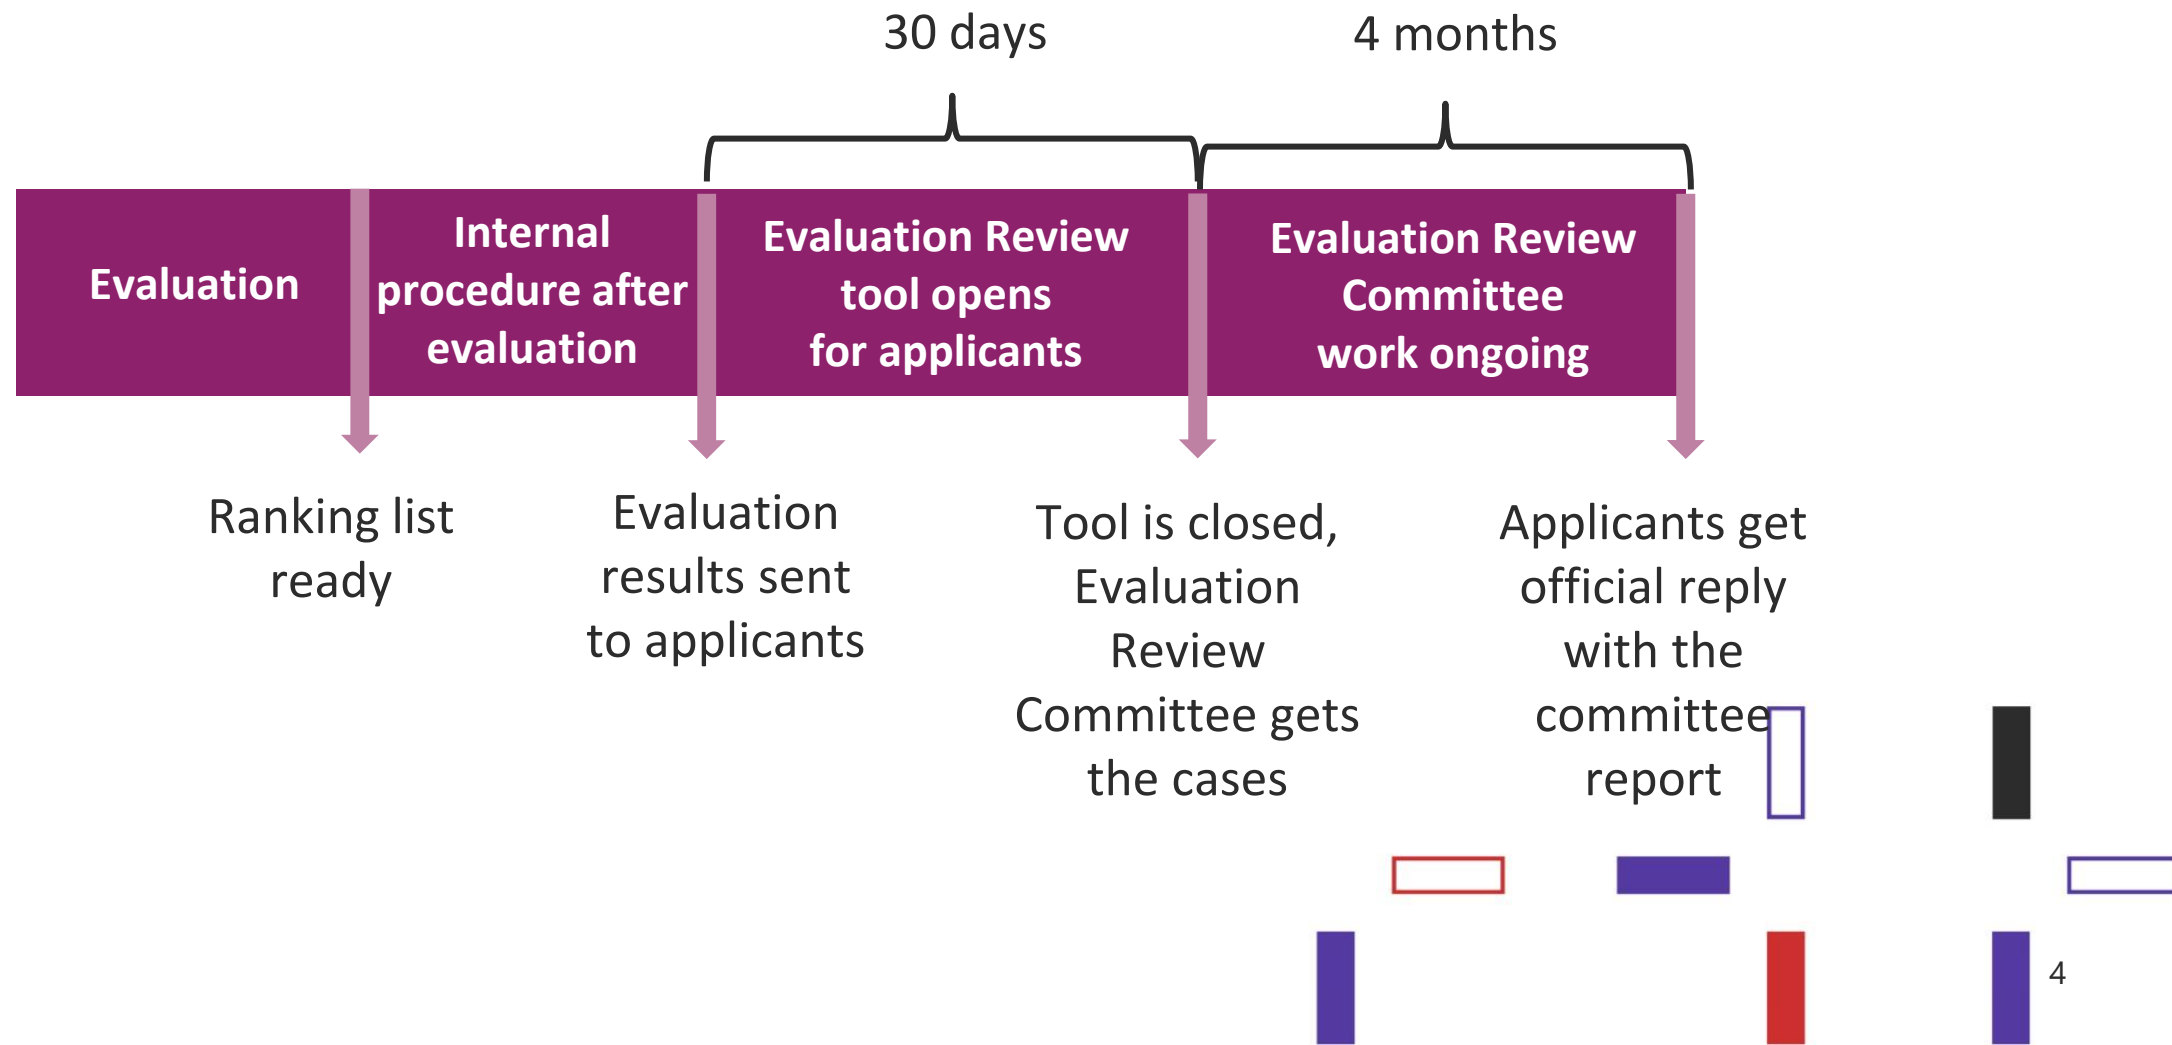 30 days
4 months
Evaluation
Internal
procedure after
evaluation
Evaluation Review
tool opens
for applicants
Evaluation Review
Committee
work ongoing
Ranking list
ready
Evaluation
results sent
to applicants
Tool is closed,
Evaluation
Review
Committee gets
the cases
Applicants get
official reply
with the
committee
report
4